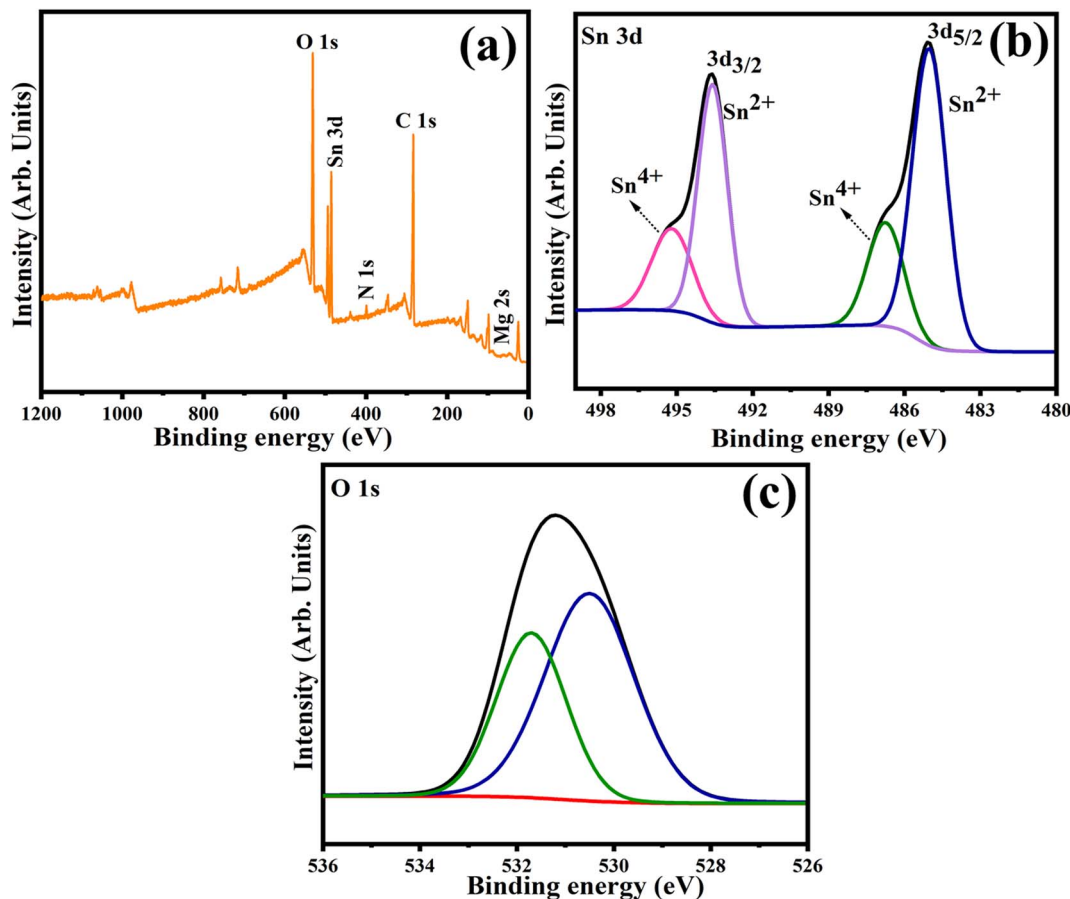 (a)
O 1s
Sn 3d
C 1s
N 1s
Mg 2s
Intensity (Arb. Units)
1200 1000 800 600 400 200 0
Binding energy (eV)
Sn 3d
(b)
3d5/2
3d3/2
Sn2+
Sn2+
Sn4+
Sn4+
Intensity (Arb. Units)
498 495 492 489 486 483 480
Binding energy (eV)
O 1s
(c)
Intensity (Arb. Units)
536 534 532 530 528 526
Binding energy (eV)